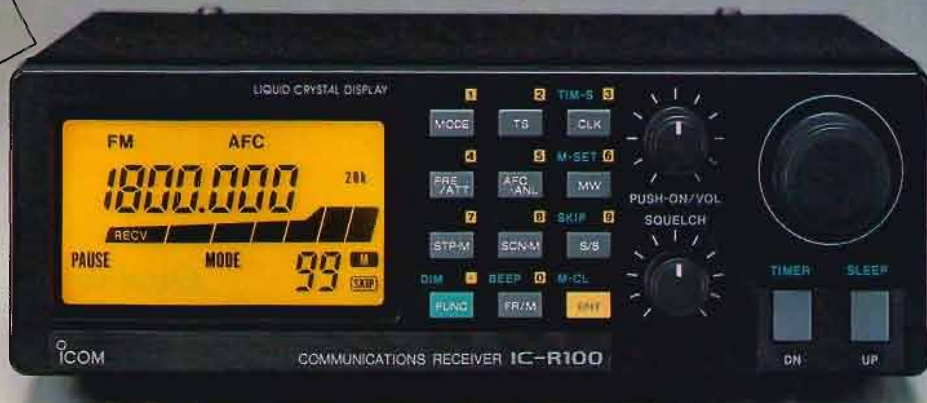 LIQUID CRYSTAL DISPLAY
FM AFC
1800.000 20k
RECV
PAUSE MODE 99 M
SKIP
1 2 TIM-S 3
MODE TS CLK
4 5 M-SET 6
PRE/ATT AFC/ANL MW
7 8 SKIP 9
STP-M SCN-M S/S
DIM BEEP 0 M-CL
FUNC FR/M ENT
PUSH-ON/VOL
SQUELCH
TIMER SLEEP
DN UP
ICOM COMMUNICATIONS RECEIVER IC-R100